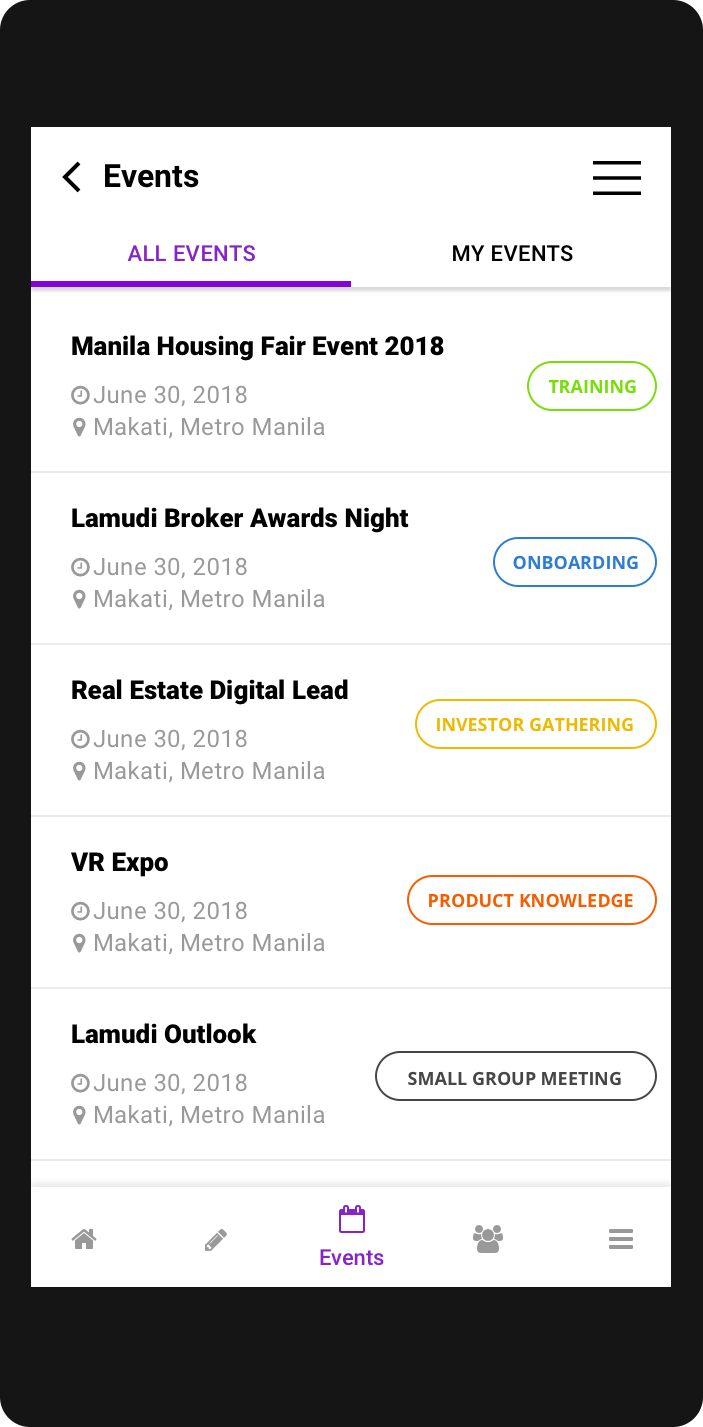 Events
ALL EVENTS
MY EVENTS
Manila Housing Fair Event 2018
June 30, 2018
Makati, Metro Manila
TRAINING
Lamudi Broker Awards Night
June 30, 2018
Makati, Metro Manila
ONBOARDING
Real Estate Digital Lead
June 30, 2018
Makati, Metro Manila
INVESTOR GATHERING
VR Expo
June 30, 2018
Makati, Metro Manila
PRODUCT KNOWLEDGE
Lamudi Outlook
June 30, 2018
Makati, Metro Manila
SMALL GROUP MEETING
Events